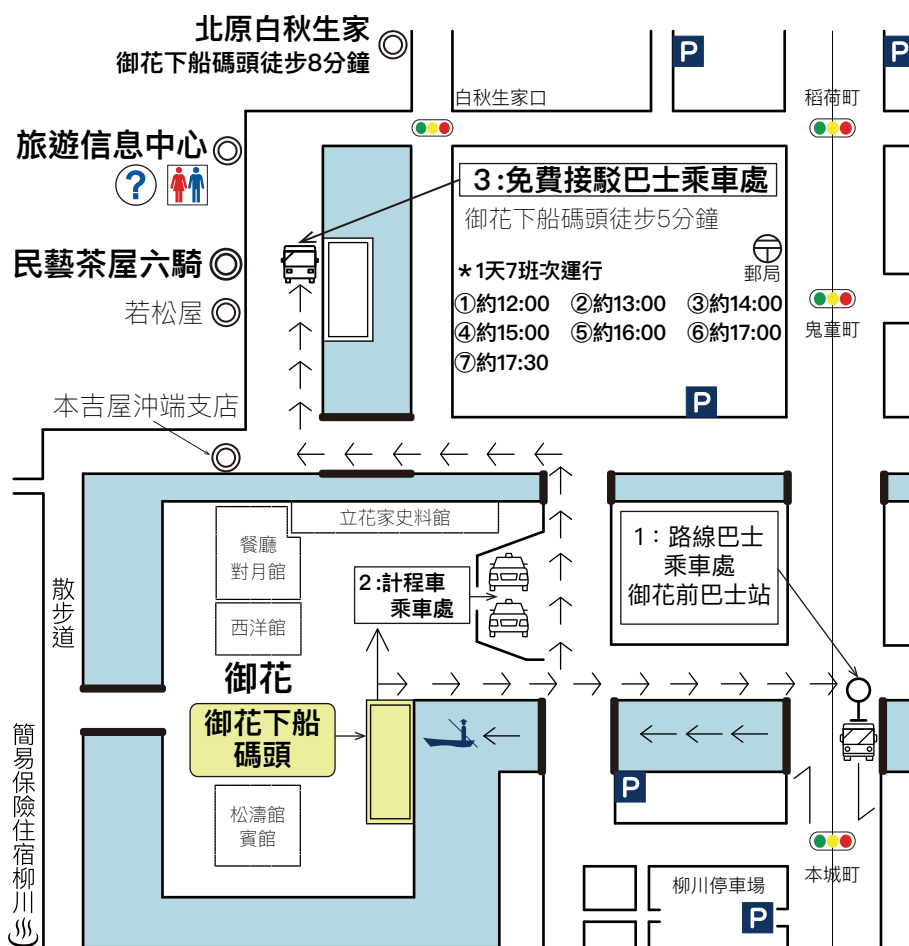 北原白秋生家
御花下船碼頭徒步8分鐘
P
P
白秋生家口
稻荷町
旅遊信息中心
?
3:免費接駁巴士乘車處
御花下船碼頭徒步5分鐘
民藝茶屋六騎
*1天7班次運行
郵局
①約12:00 ②約13:00 ③約14:00
④約15:00 ⑤約16:00 ⑥約17:00
⑦約17:30
若松屋
鬼童町
P
本吉屋沖端支店
立花家史料館
餐廳
對月館
1：路線巴士
乘車處
御花前巴士站
2:計程車
乘車處
散步道
西洋館
御花
御花下船
碼頭
P
松濤館
賓館
簡易保險住宿柳川
本城町
柳川停車場
P